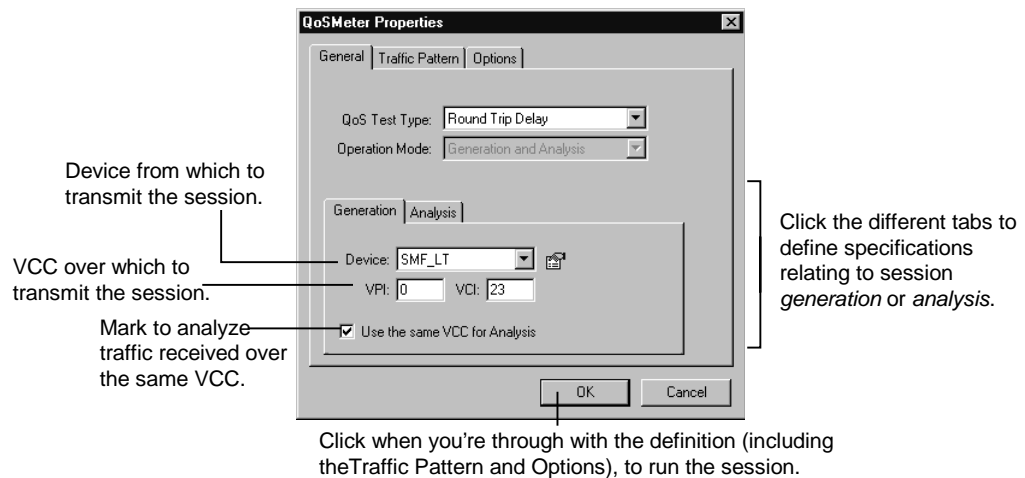 QoSMeter Properties
General Traffic Pattern Options
QoS Test Type: Round Trip Delay
Operation Mode: Generation and Analysis
Device from which to
transmit the session.
Generation Analysis
Device: SMF_LT
VPI: 0 VCI: 23
VCC over which to
transmit the session.
Use the same VCC for Analysis
Mark to analyze
traffic received over
the same VCC.
Click the different tabs to
define specifications
relating to session
generation or analysis.
OK Cancel
Click when you're through with the definition (including
theTraffic Pattern and Options), to run the session.